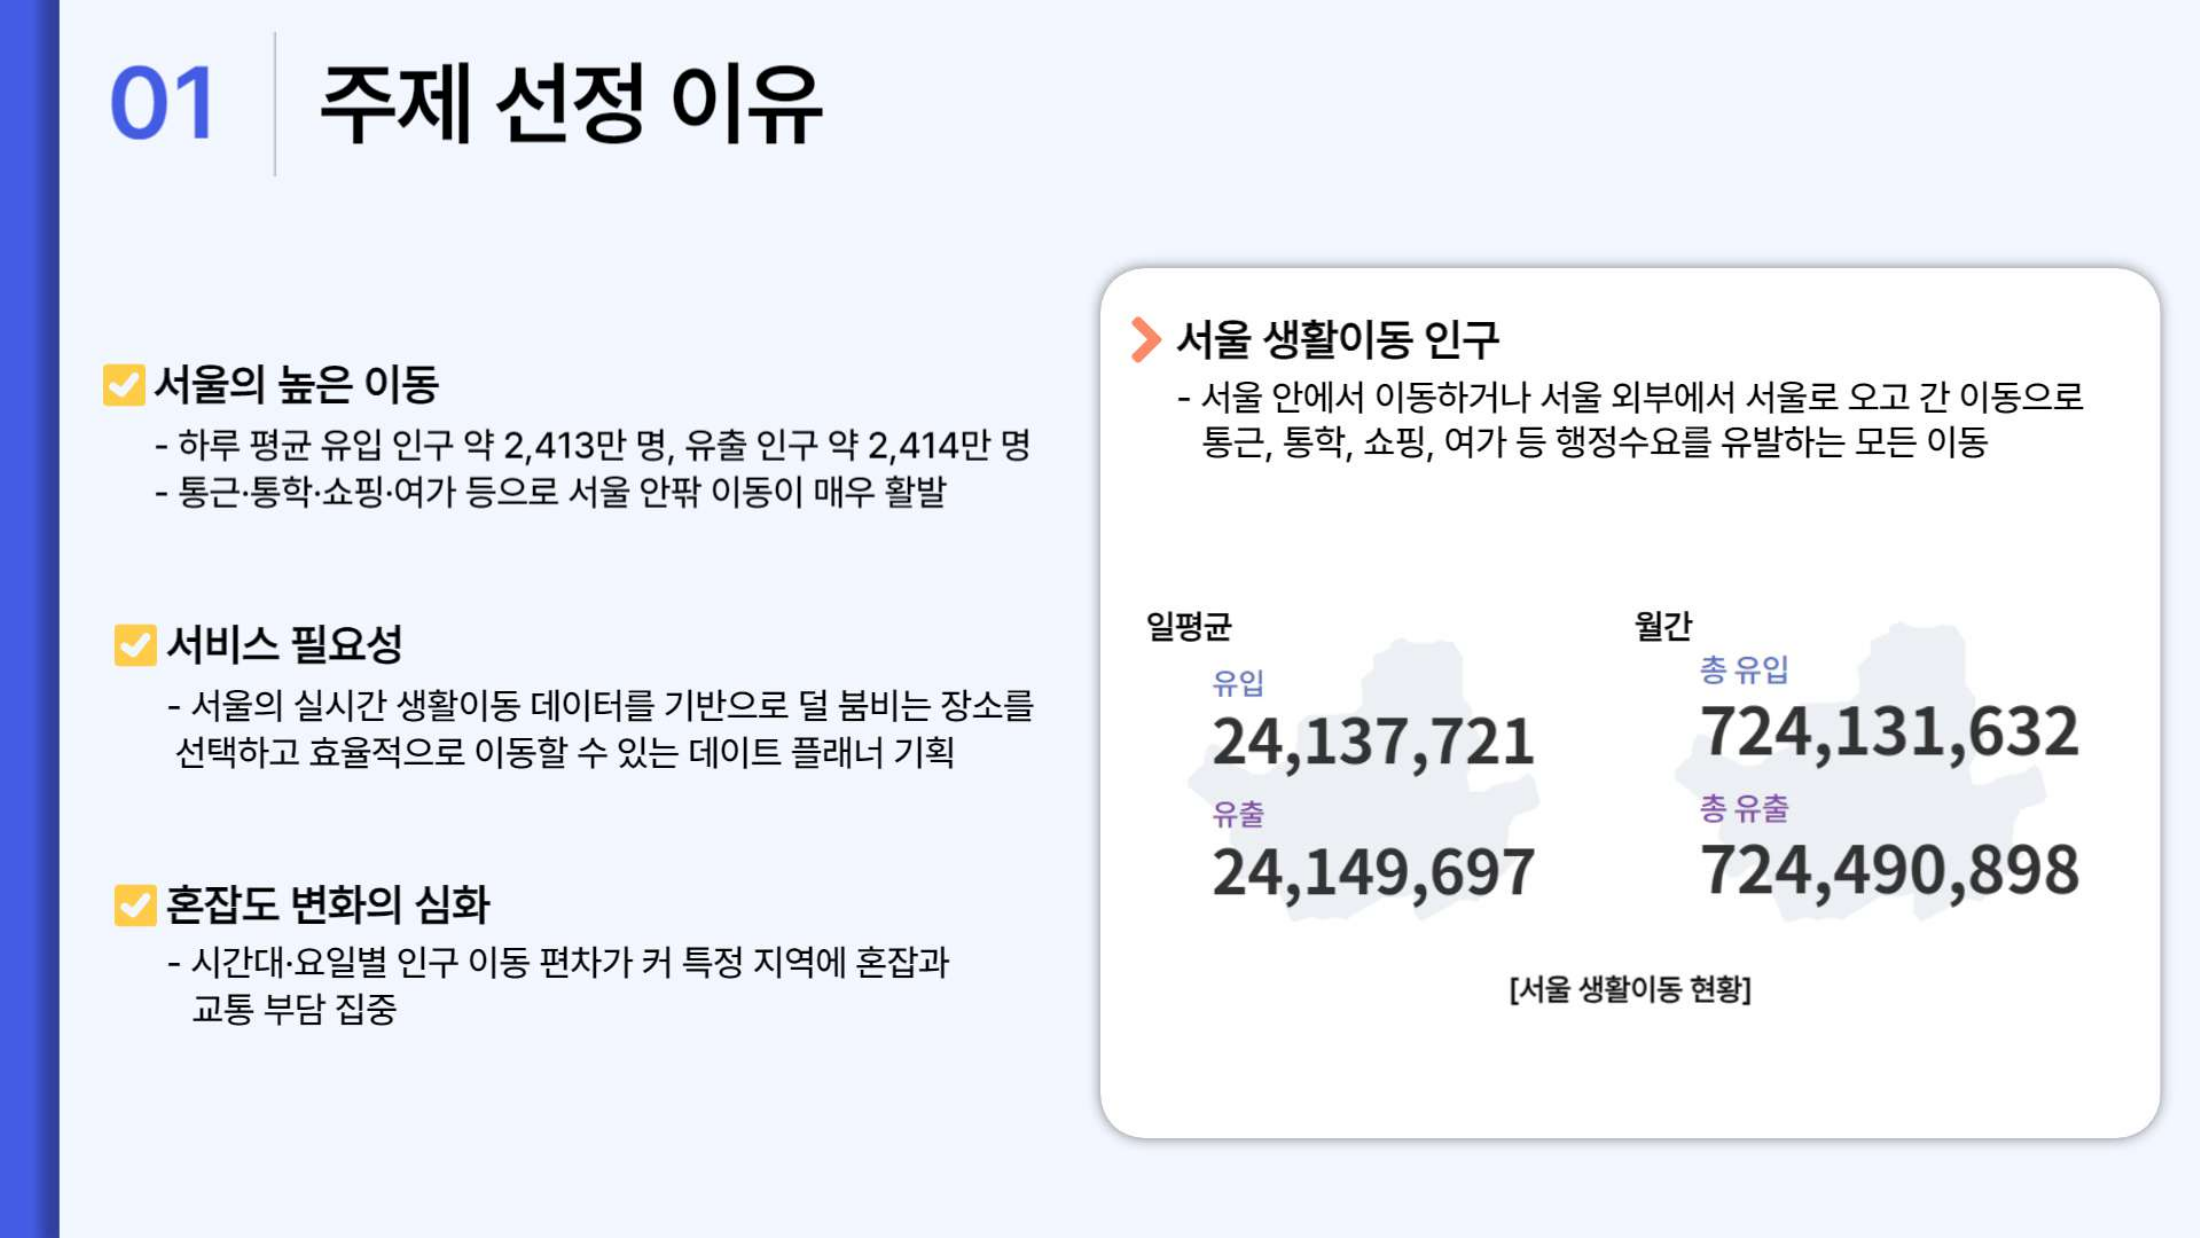 01
주제 선정 이유
서울의 높은 이동
- 하루 평균 유입 인구 약 2,413만 명, 유출 인구 약 2,414만 명
- 통근·통학·쇼핑·여가 등으로 서울 안팎 이동이 매우 활발
서비스 필요성
- 서울의 실시간 생활이동 데이터를 기반으로 덜 붐비는 장소를
선택하고 효율적으로 이동할 수 있는 데이트 플래너 기획
혼잡도 변화의 심화
- 시간대·요일별 인구 이동 편차가 커 특정 지역에 혼잡과
교통 부담 집중
서울 생활이동 인구
- 서울 안에서 이동하거나 서울 외부에서 서울로 오고 간 이동으로
통근, 통학, 쇼핑, 여가 등 행정수요를 유발하는 모든 이동
일평균
유입
24,137,721
유출
24,149,697
월간
총 유입
724,131,632
총 유출
724,490,898
[서울 생활이동 현황]